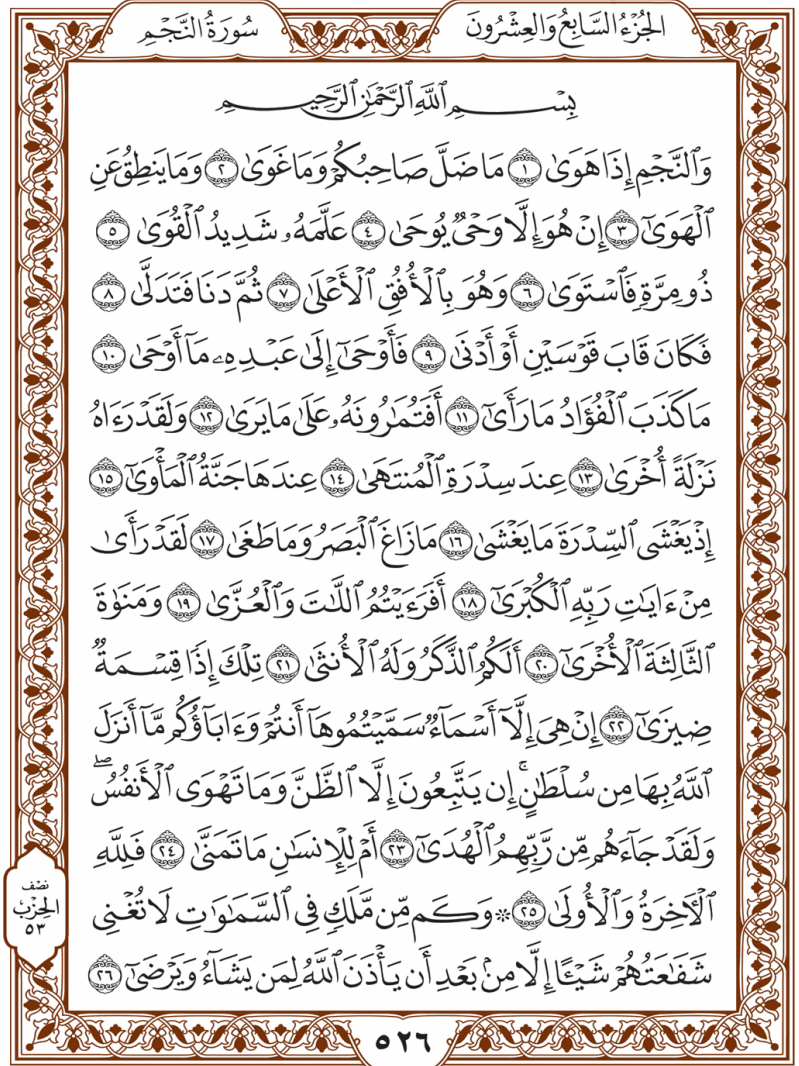 سُورَةُ النَّجْمِ
الجُزْءُ السَّابِعُ وَالعِشْرُونَ
بِسْمِ ٱللَّهِ ٱلرَّحْمَٰنِ ٱلرَّحِيمِ
وَٱلنَّجْمِ إِذَا هَوَىٰ ١ مَا ضَلَّ صَاحِبُكُمْ وَمَا غَوَىٰ ٢ وَمَا يَنطِقُ عَنِ
ٱلْهَوَىٰٓ ٣ إِنْ هُوَ إِلَّا وَحْىٌ يُوحَىٰ ٤ عَلَّمَهُۥ شَدِيدُ ٱلْقُوَىٰ ٥
ذُو مِرَّةٍ فَٱسْتَوَىٰ ٦ وَهُوَ بِٱلْأُفُقِ ٱلْأَعْلَىٰ ٧ ثُمَّ دَنَا فَتَدَلَّىٰ ٨
فَكَانَ قَابَ قَوْسَيْنِ أَوْ أَدْنَىٰ ٩ فَأَوْحَىٰٓ إِلَىٰ عَبْدِهِۦ مَآ أَوْحَىٰ ١٠
مَا كَذَبَ ٱلْفُؤَادُ مَا رَأَىٰٓ ١١ أَفَتُمَٰرُونَهُۥ عَلَىٰ مَا يَرَىٰ ١٢ وَلَقَدْ رَءَاهُ
نَزْلَةً أُخْرَىٰ ١٣ عِندَ سِدْرَةِ ٱلْمُنتَهَىٰ ١٤ عِندَهَا جَنَّةُ ٱلْمَأْوَىٰٓ ١٥
إِذْ يَغْشَى ٱلسِّدْرَةَ مَا يَغْشَىٰ ١٦ مَا زَاغَ ٱلْبَصَرُ وَمَا طَغَىٰ ١٧ لَقَدْ رَأَىٰ
مِنْ ءَايَٰتِ رَبِّهِ ٱلْكُبْرَىٰٓ ١٨ أَفَرَءَيْتُمُ ٱللَّٰتَ وَٱلْعُزَّىٰ ١٩ وَمَنَوٰةَ
ٱلثَّالِثَةَ ٱلْأُخْرَىٰٓ ٢٠ أَلَكُمُ ٱلذَّكَرُ وَلَهُ ٱلْأُنثَىٰ ٢١ تِلْكَ إِذًا قِسْمَةٌ
ضِيزَىٰٓ ٢٢ إِنْ هِىَ إِلَّآ أَسْمَآءٌ سَمَّيْتُمُوهَآ أَنتُمْ وَءَابَآؤُكُم مَّآ أَنزَلَ
ٱللَّهُ بِهَا مِن سُلْطَٰنٍ ۚ إِن يَتَّبِعُونَ إِلَّا ٱلظَّنَّ وَمَا تَهْوَى ٱلْأَنفُسُ ۖ
وَلَقَدْ جَآءَهُم مِّن رَّبِّهِمُ ٱلْهُدَىٰٓ ٢٣ أَمْ لِلْإِنسَٰنِ مَا تَمَنَّىٰ ٢٤ فَلِلَّهِ
ٱلْءَاخِرَةُ وَٱلْأُولَىٰ ٢٥ ۞ وَكَم مِّن مَّلَكٍ فِى ٱلسَّمَٰوَٰتِ لَا تُغْنِى
شَفَٰعَتُهُمْ شَيْـًٔا إِلَّا مِنۢ بَعْدِ أَن يَأْذَنَ ٱللَّهُ لِمَن يَشَآءُ وَيَرْضَىٰٓ ٢٦
نصف
الحزب
٥٣
٥٢٦